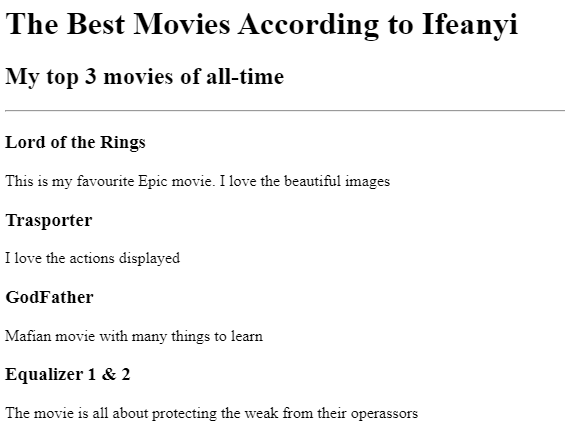 The Best Movies According to Ifeanyi
My top 3 movies of all-time
Lord of the Rings
This is my favourite Epic movie. I love the beautiful images
Trasporter
I love the actions displayed
GodFather
Mafian movie with many things to learn
Equalizer 1 & 2
The movie is all about protecting the weak from their operassors